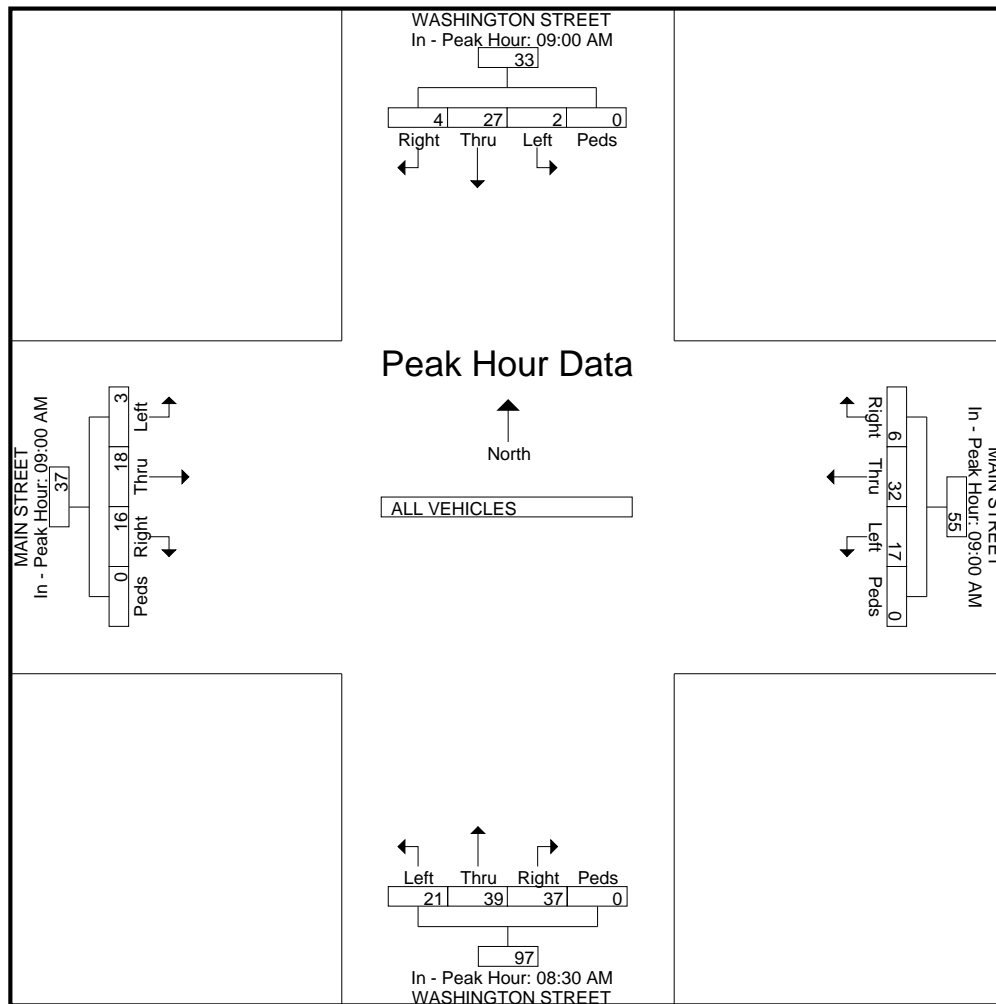 WASHINGTON STREET
In - Peak Hour: 09:00 AM
33
4 27 2 0
Right Thru Left Peds
Peak Hour Data
North
ALL VEHICLES
MAIN STREET
In - Peak Hour: 09:00 AM
37
3 18 16 0
Left Thru Right Peds
MAIN STREET
In - Peak Hour: 09:00 AM
55
6 32 17 0
Right Thru Left Peds
Left Thru Right Peds
21 39 37 0
97
In - Peak Hour: 08:30 AM
WASHINGTON STREET